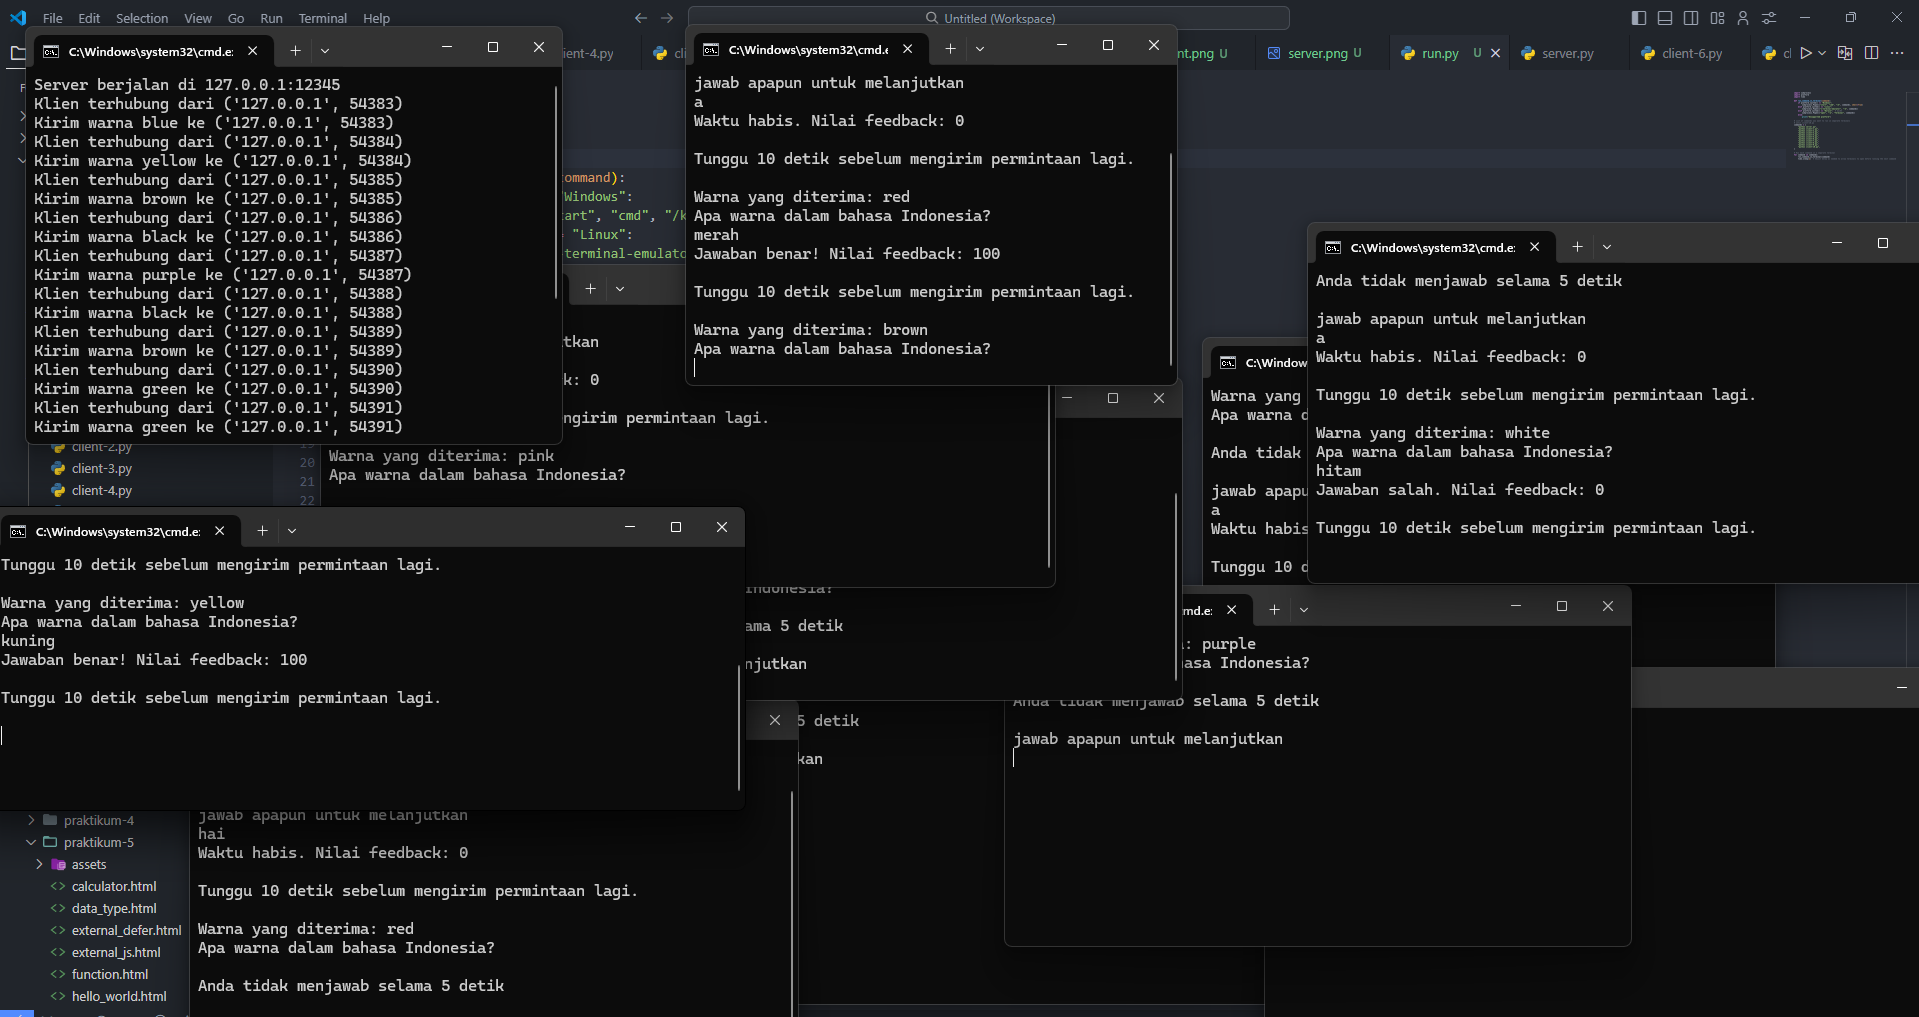 File Edit Selection View Go Run Terminal Help
Untitled (Workspace)
ient-4.py
nt.png U
server.png U
run.py U
server.py
client-6.py
C:\Windows\system32\cmd.e:
Server berjalan di 127.0.0.1:12345
Klien terhubung dari ('127.0.0.1', 54383)
Kirim warna blue ke ('127.0.0.1', 54383)
Klien terhubung dari ('127.0.0.1', 54384)
Kirim warna yellow ke ('127.0.0.1', 54384)
Klien terhubung dari ('127.0.0.1', 54385)
Kirim warna brown ke ('127.0.0.1', 54385)
Klien terhubung dari ('127.0.0.1', 54386)
Kirim warna black ke ('127.0.0.1', 54386)
Klien terhubung dari ('127.0.0.1', 54387)
Kirim warna purple ke ('127.0.0.1', 54387)
Klien terhubung dari ('127.0.0.1', 54388)
Kirim warna black ke ('127.0.0.1', 54388)
Klien terhubung dari ('127.0.0.1', 54389)
Kirim warna brown ke ('127.0.0.1', 54389)
Klien terhubung dari ('127.0.0.1', 54390)
Kirim warna green ke ('127.0.0.1', 54390)
Klien terhubung dari ('127.0.0.1', 54391)
Kirim warna green ke ('127.0.0.1', 54391)
ommand):
Windows":
art", "cmd", "/k
"Linux":
terminal-emulato
C:\Windows\system32\cmd.e
jawab apapun untuk melanjutkan
a
Waktu habis. Nilai feedback: 0
Tunggu 10 detik sebelum mengirim permintaan lagi.
Warna yang diterima: red
Apa warna dalam bahasa Indonesia?
merah
Jawaban benar! Nilai feedback: 100
Tunggu 10 detik sebelum mengirim permintaan lagi.
Warna yang diterima: brown
Apa warna dalam bahasa Indonesia?
tkan
k: 0
ngirim permintaan lagi.
Warna yang diterima: pink
Apa warna dalam bahasa Indonesia?
20
21
22
client-2.py
client-3.py
client-4.py
C:\Windows\system32\cmd.e:
Anda tidak menjawab selama 5 detik
jawab apapun untuk melanjutkan
a
Waktu habis. Nilai feedback: 0
Tunggu 10 detik sebelum mengirim permintaan lagi.
Warna yang diterima: white
Apa warna dalam bahasa Indonesia?
hitam
Jawaban salah. Nilai feedback: 0
Tunggu 10 detik sebelum mengirim permintaan lagi.
C:\Window
Warna yang
Apa warna d
Anda tidak
jawab apapu
a
Waktu habis
Tunggu 10 d
C:\Windows\system32\cmd.e:
Tunggu 10 detik sebelum mengirim permintaan lagi.
Warna yang diterima: yellow
Apa warna dalam bahasa Indonesia?
kuning
Jawaban benar! Nilai feedback: 100
Tunggu 10 detik sebelum mengirim permintaan lagi.
indonesia?
ama 5 detik
njutkan
md.e:
: purple
asa Indonesia?
Anda tidak menjawab selama 5 detik
jawab apapun untuk melanjutkan
5 detik
kan
jawab apapun untuk melanjutkan
hai
Waktu habis. Nilai feedback: 0
Tunggu 10 detik sebelum mengirim permintaan lagi.
Warna yang diterima: red
Apa warna dalam bahasa Indonesia?
Anda tidak menjawab selama 5 detik
praktikum-4
praktikum-5
assets
calculator.html
data_type.html
external_defer.html
external_js.html
function.html
hello_world.html